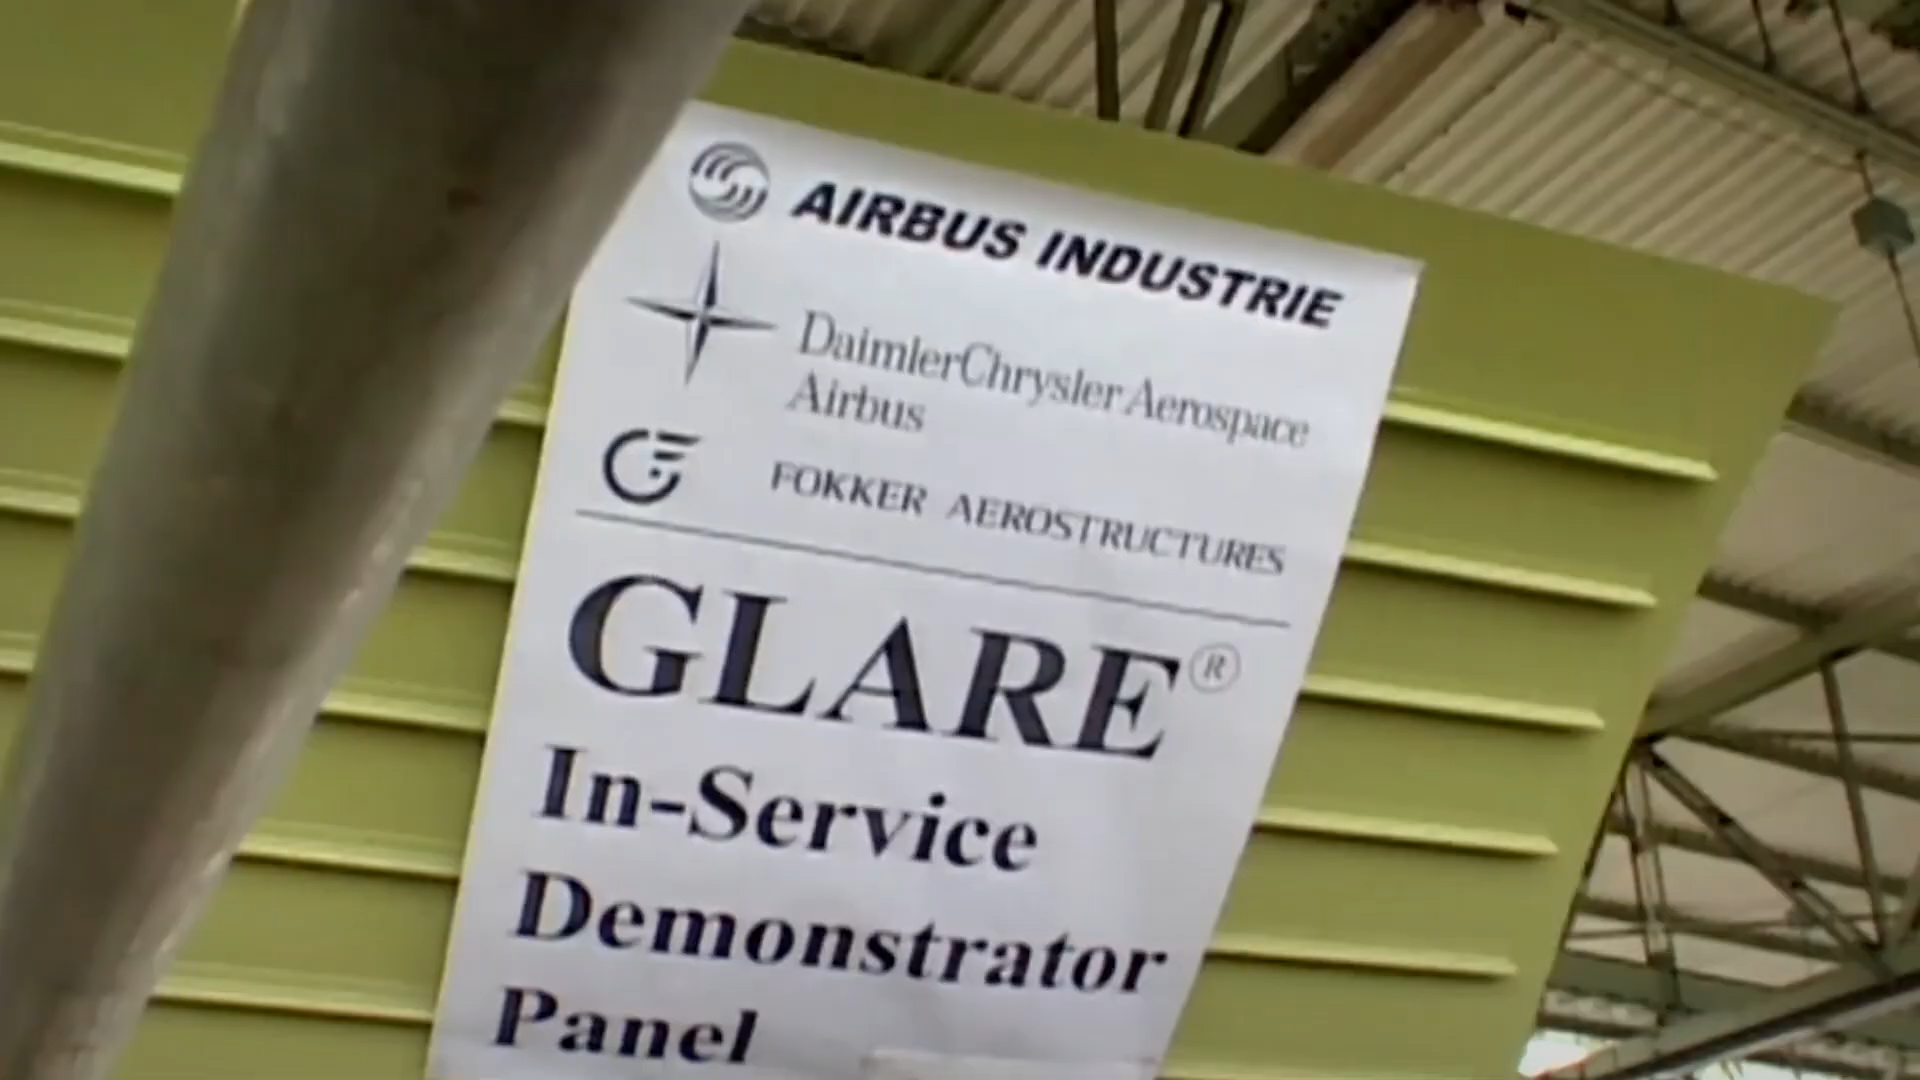 AIRBUS INDUSTRIE
DaimlerChrysler Aerospace
Airbus
FOKKER AEROSTRUCTURES
GLARE®
In-Service
Demonstrator
Panel